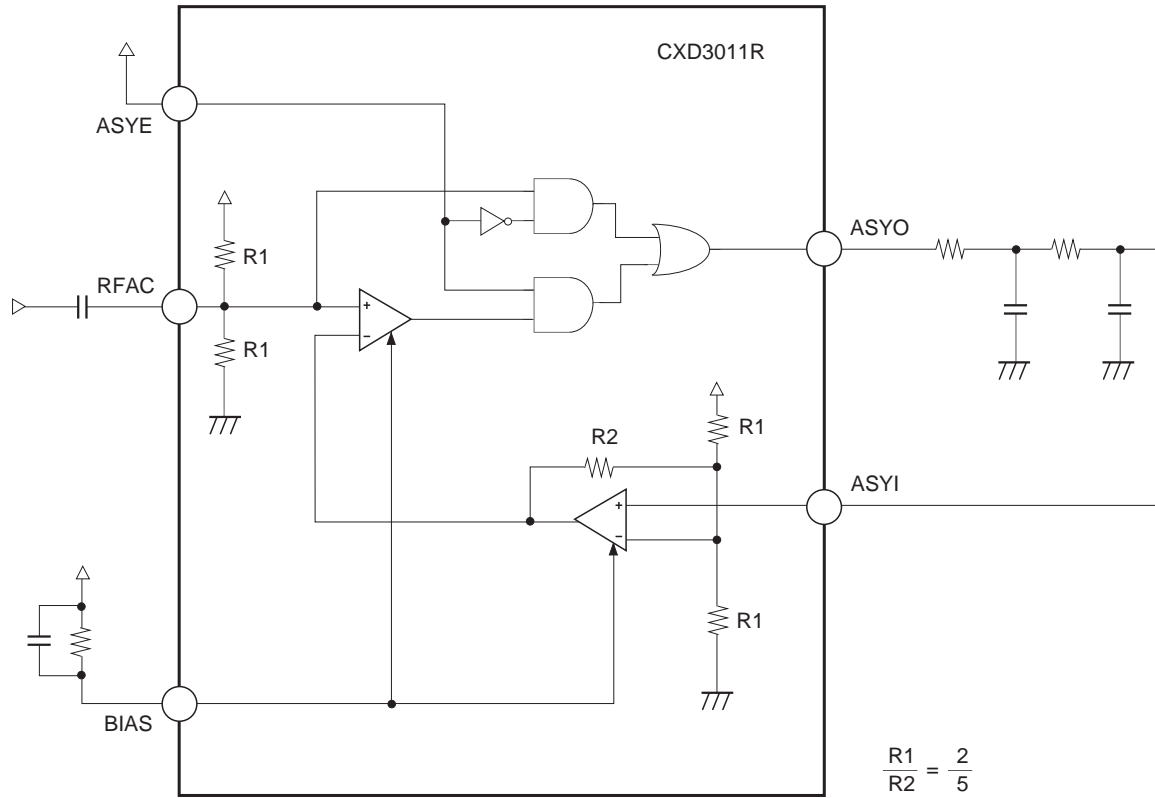 CXD3011R
ASYE
R1
ASYO
RFAC
+
−
R1
R1
R2
ASYI
+
−
R1
BIAS
R1
R2
=
2
5